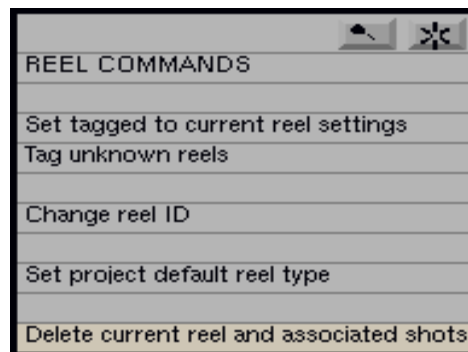 REEL COMMANDS
Set tagged to current reel settings
Tag unknown reels
Change reel ID
Set project default reel type
Delete current reel and associated shots